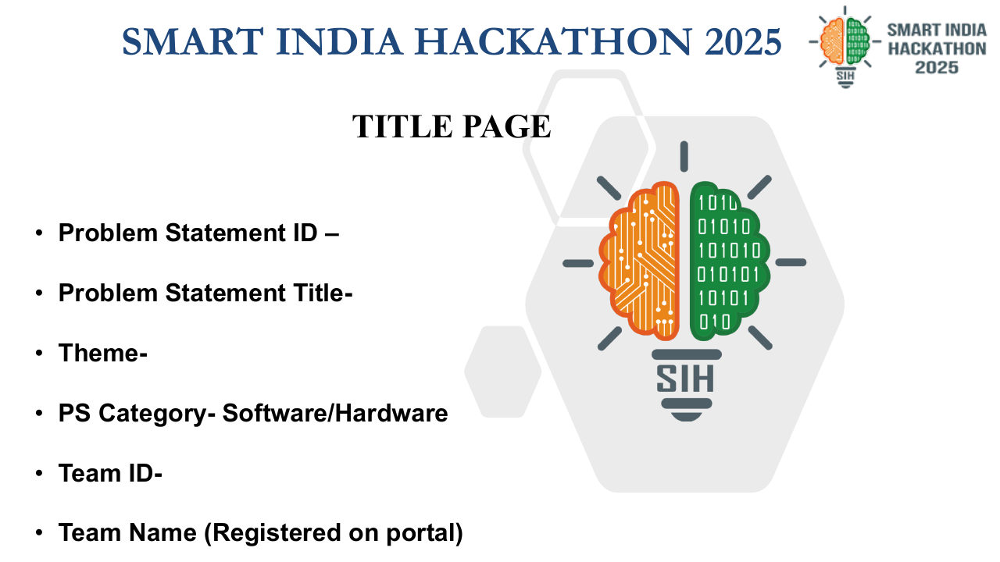 SMART INDIA HACKATHON 2025
SMART INDIA
HACKATHON
2025
SIH
TITLE PAGE
• Problem Statement ID –
• Problem Statement Title-
• Theme-
• PS Category- Software/Hardware
• Team ID-
• Team Name (Registered on portal)
1010
01010
101010
010101
10101
010
SIH